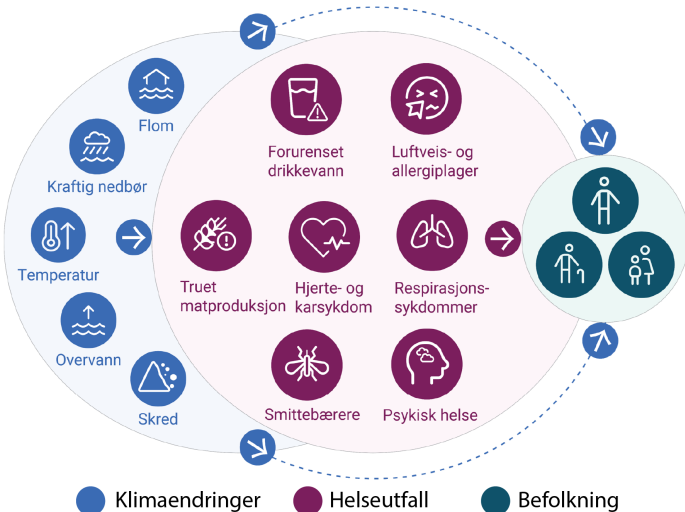 Flom
Kraftig nedbør
Temperatur
Overvann
Skred
Forurenset
drikkevann
Luftveis- og
allergiplager
Truet
matproduksjon
Hjerte- og
karsykdom
Respirasjons-
sykdommer
Smittebærere
Psykisk helse
Klimaendringer
Helseutfall
Befolkning